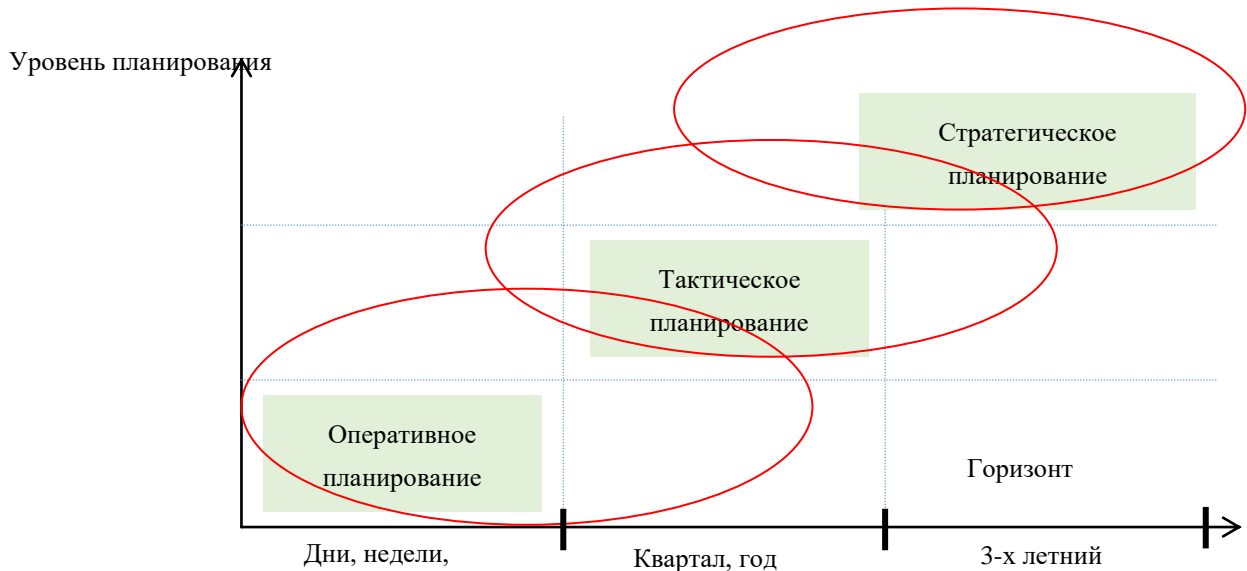 Уровень планирования
Стратегическое
планирование
Тактическое
планирование
Оперативное
планирование
Горизонт
Дни, недели,
Квартал, год
3-х летний